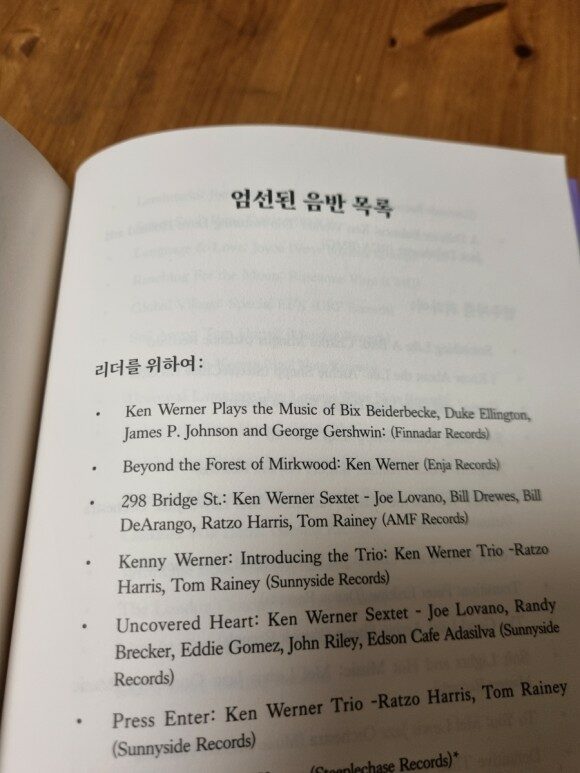 엄선된 음반 목록
리더를 위하여:
• Ken Werner Plays the Music of Bix Beiderbecke, Duke Ellington,
James P. Johnson and George Gershwin: (Finnadar Records)
• Beyond the Forest of Mirkwood: Ken Werner (Enja Records)
• 298 Bridge St.: Ken Werner Sextet - Joe Lovano, Bill Drewes, Bill
DeArango, Ratzo Harris, Tom Rainey (AMF Records)
• Kenny Werner: Introducing the Trio: Ken Werner Trio -Ratzo
Harris, Tom Rainey (Sunnyside Records)
• Uncovered Heart: Ken Werner Sextet - Joe Lovano, Randy
Brecker, Eddie Gomez, John Riley, Edson Cafe Adasilva (Sunnyside
Records)
• Press Enter: Ken Werner Trio -Ratzo Harris, Tom Rainey
(Sunnyside Records)
(Steeplechase Records)*